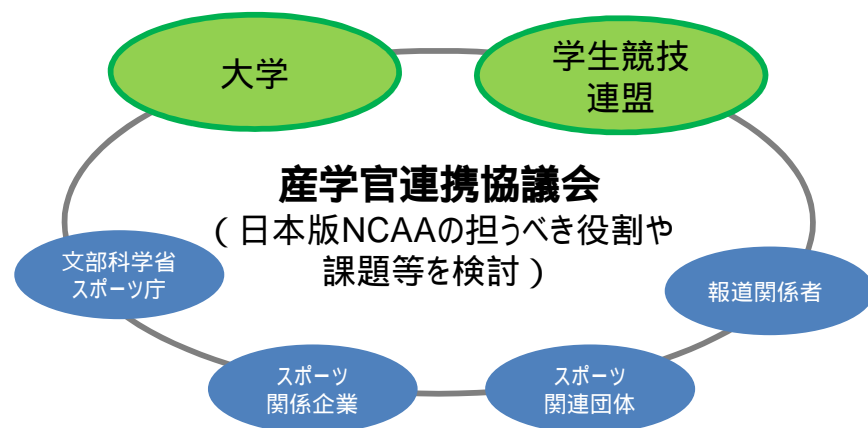 大学
学生競技
連盟
産学官連携協議会
（日本版NCAAの担うべき役割や
課題等を検討）
文部科学省
スポーツ庁
報道関係者
スポーツ
関係企業
スポーツ
関連団体